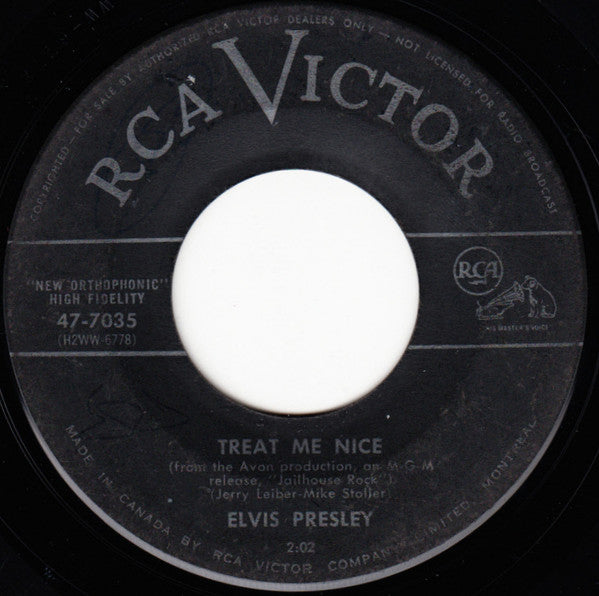 COPYRIGHTED — FOR SALE BY AUTHORIZED RCA VICTOR DEALERS ONLY — NOT LICENSED FOR RADIO BROADCAST
RCA VICTOR
"NEW ORTHOPHONIC"
HIGH FIDELITY
47-7035
(H2WW-6778)
RCA
HIS MASTER'S VOICE
TREAT ME NICE
(from the Avon production, an M-G-M
release, "Jailhouse Rock")
(Jerry Leiber-Mike Stoller)
ELVIS PRESLEY
2:02
MADE IN CANADA BY RCA VICTOR COMPANY LIMITED, MONTREAL